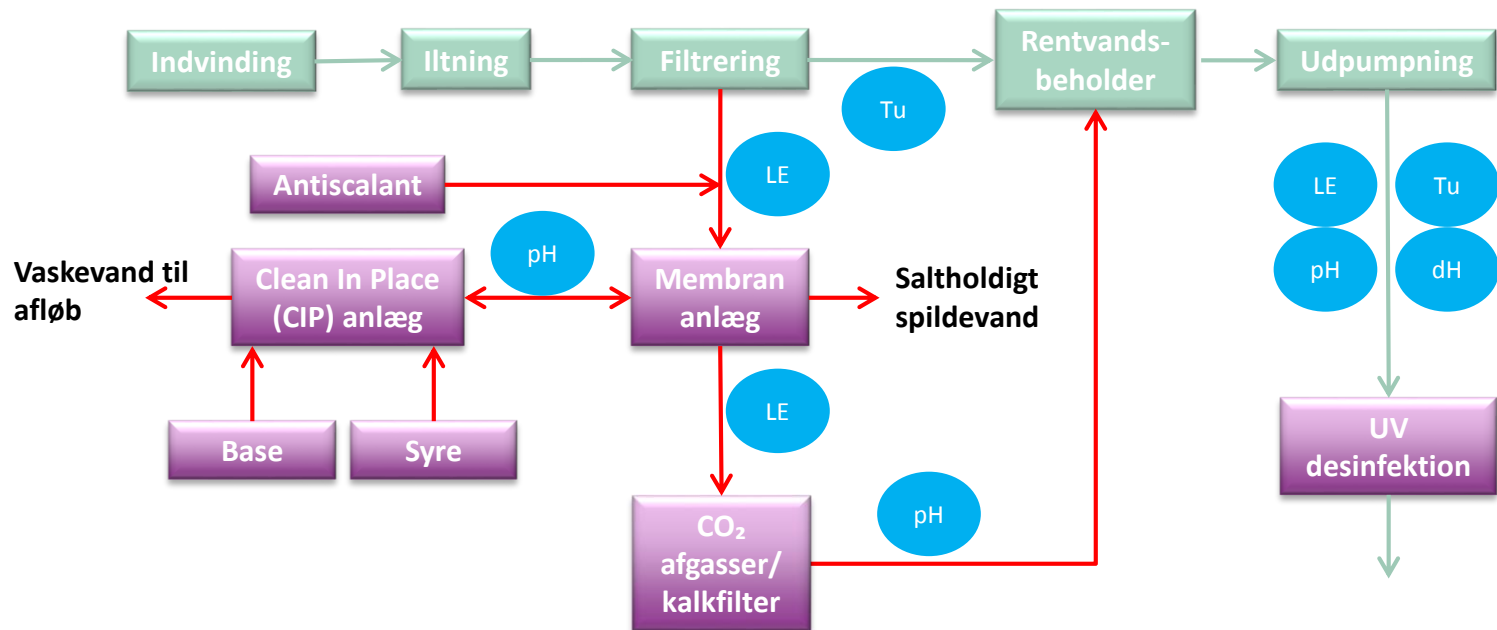 Indvinding
Iltning
Filtrering
Rentvands-
beholder
Udpumpning
Tu
Antiscalant
LE
LE
Tu
pH
dH
Vaskevand til
afløb
Clean In Place
(CIP) anlæg
pH
Membran
anlæg
Saltholdigt
spildevand
Base
Syre
LE
UV
desinfektion
CO₂
afgasser/
kalkfilter
pH